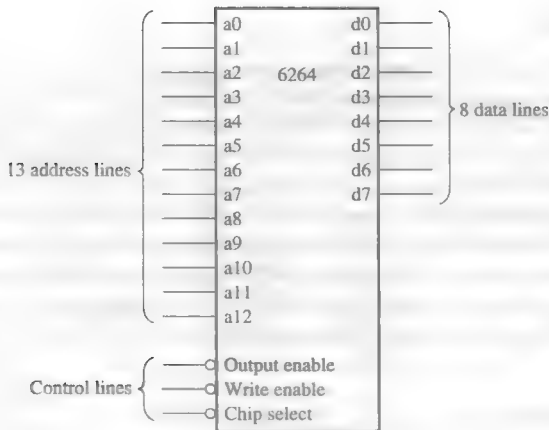 a0 d0
a1 d1
a2 6264 d2
a3 d3
a4 d4
8 data lines
a5 d5
a6 d6
13 address lines
a7 d7
a8
a9
a10
a11
a12
Output enable
Control lines
Write enable
Chip select